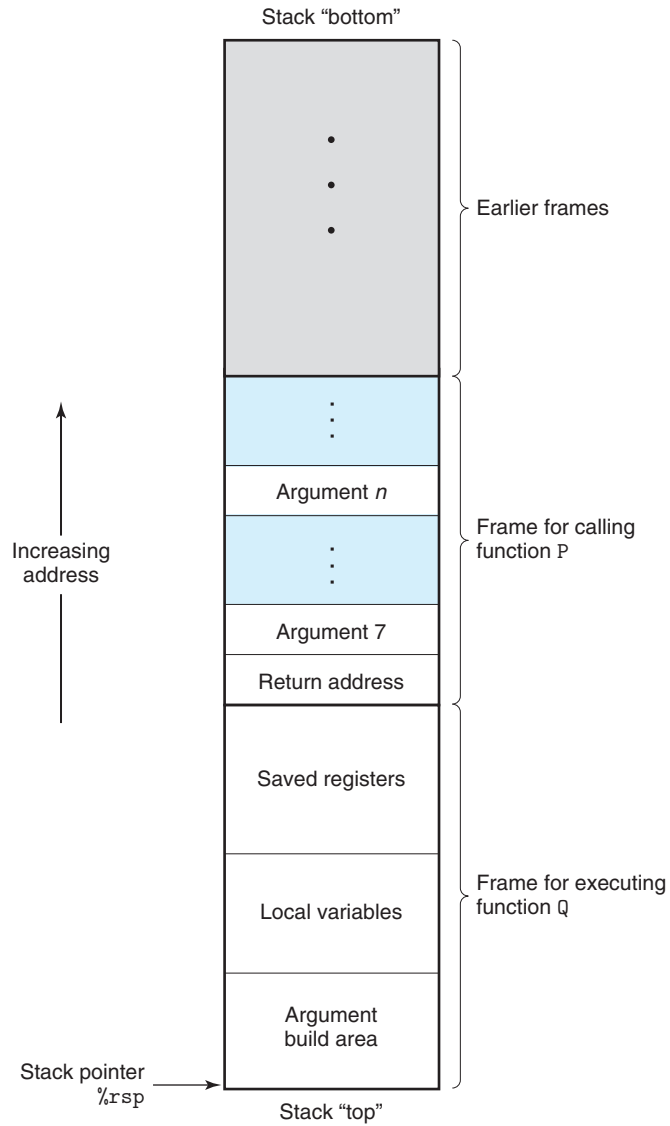 Stack “bottom”
Earlier frames
Argument n
Frame for calling
function P
Increasing
address
Argument 7
Return address
Saved registers
Frame for executing
function Q
Local variables
Argument
build area
Stack pointer
%rsp
Stack “top”